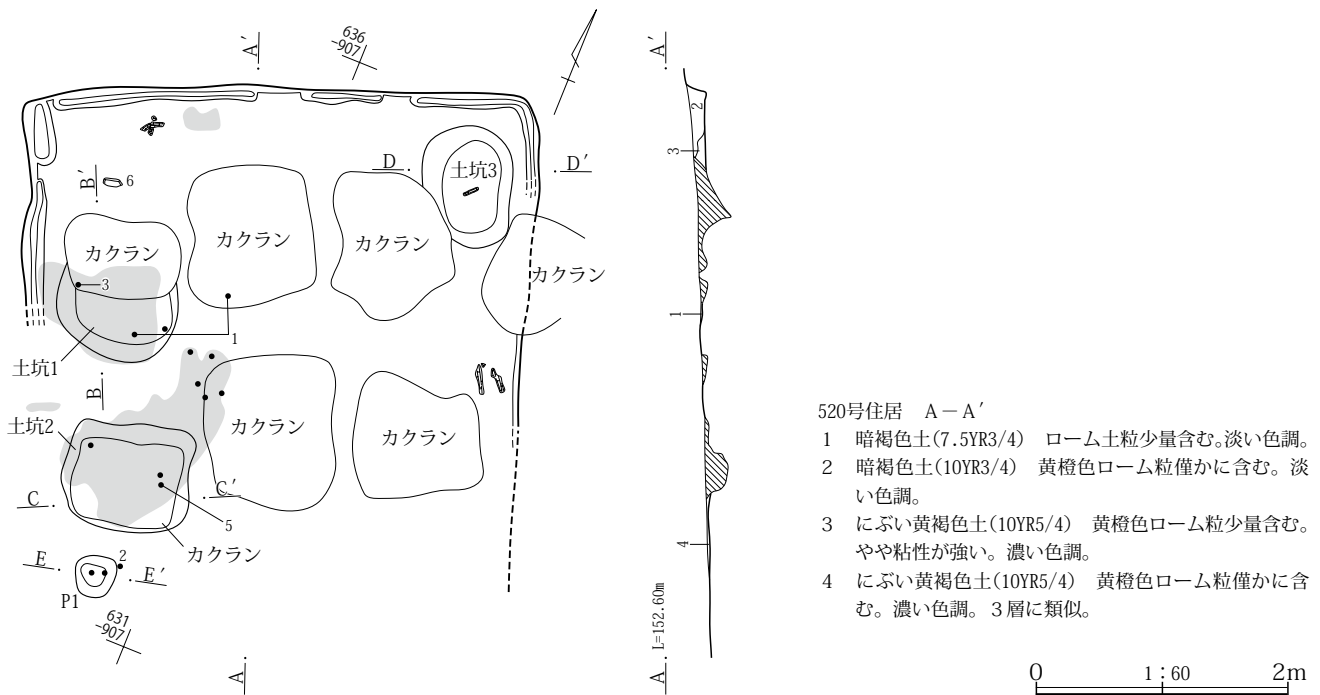 A′
636
-907
A′
2
3
D
土坑3
D′
B′
6
カクラン
カクラン
カクラン
カクラン
3
1
1
土坑1
B
土坑2
カクラン
カクラン
C
C′
5
カクラン
E
2
E′
P1
631
-907
4
A
A
L=152.60m
520号住居　A－A′
1　暗褐色土(7.5YR3/4)　ローム土粒少量含む。淡い色調。
2　暗褐色土(10YR3/4)　黄橙色ローム粒僅かに含む。淡
い色調。
3　にぶい黄褐色土(10YR5/4)　黄橙色ローム粒少量含む。
やや粘性が強い。濃い色調。
4　にぶい黄褐色土(10YR5/4)　黄橙色ローム粒僅かに含
む。濃い色調。３層に類似。
0　1：60　2m